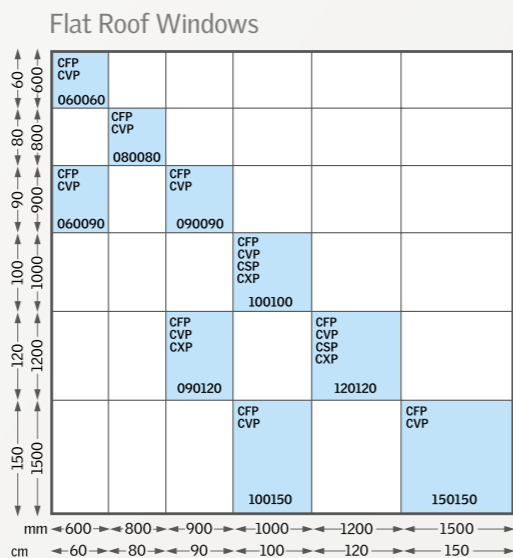 Flat Roof Windows
60 600
CFP
CVP
060060
80 800
CFP
CVP
080080
90 900
CFP
CVP
060090
CFP
CVP
090090
100 1000
CFP
CVP
CSP
CXP
100100
120 1200
CFP
CVP
CXP
090120
CFP
CVP
CSP
CXP
120120
150 1500
CFP
CVP
100150
CFP
CVP
150150
mm 600 800 900 1000 1200 1500
cm 60 80 90 100 120 150